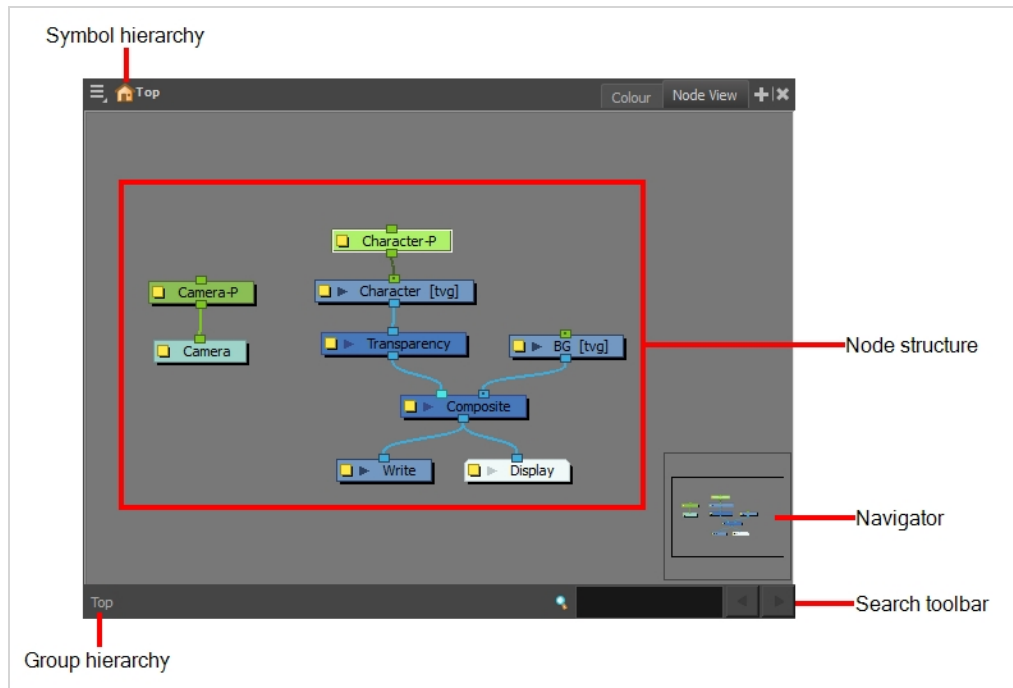 Symbol hierarchy
Top
Colour
Node View
Character-P
Camera-P
Character [tvg]
Camera
Transparency
BG [tvg]
Node structure
Composite
Write
Display
Navigator
Top
Search toolbar
Group hierarchy